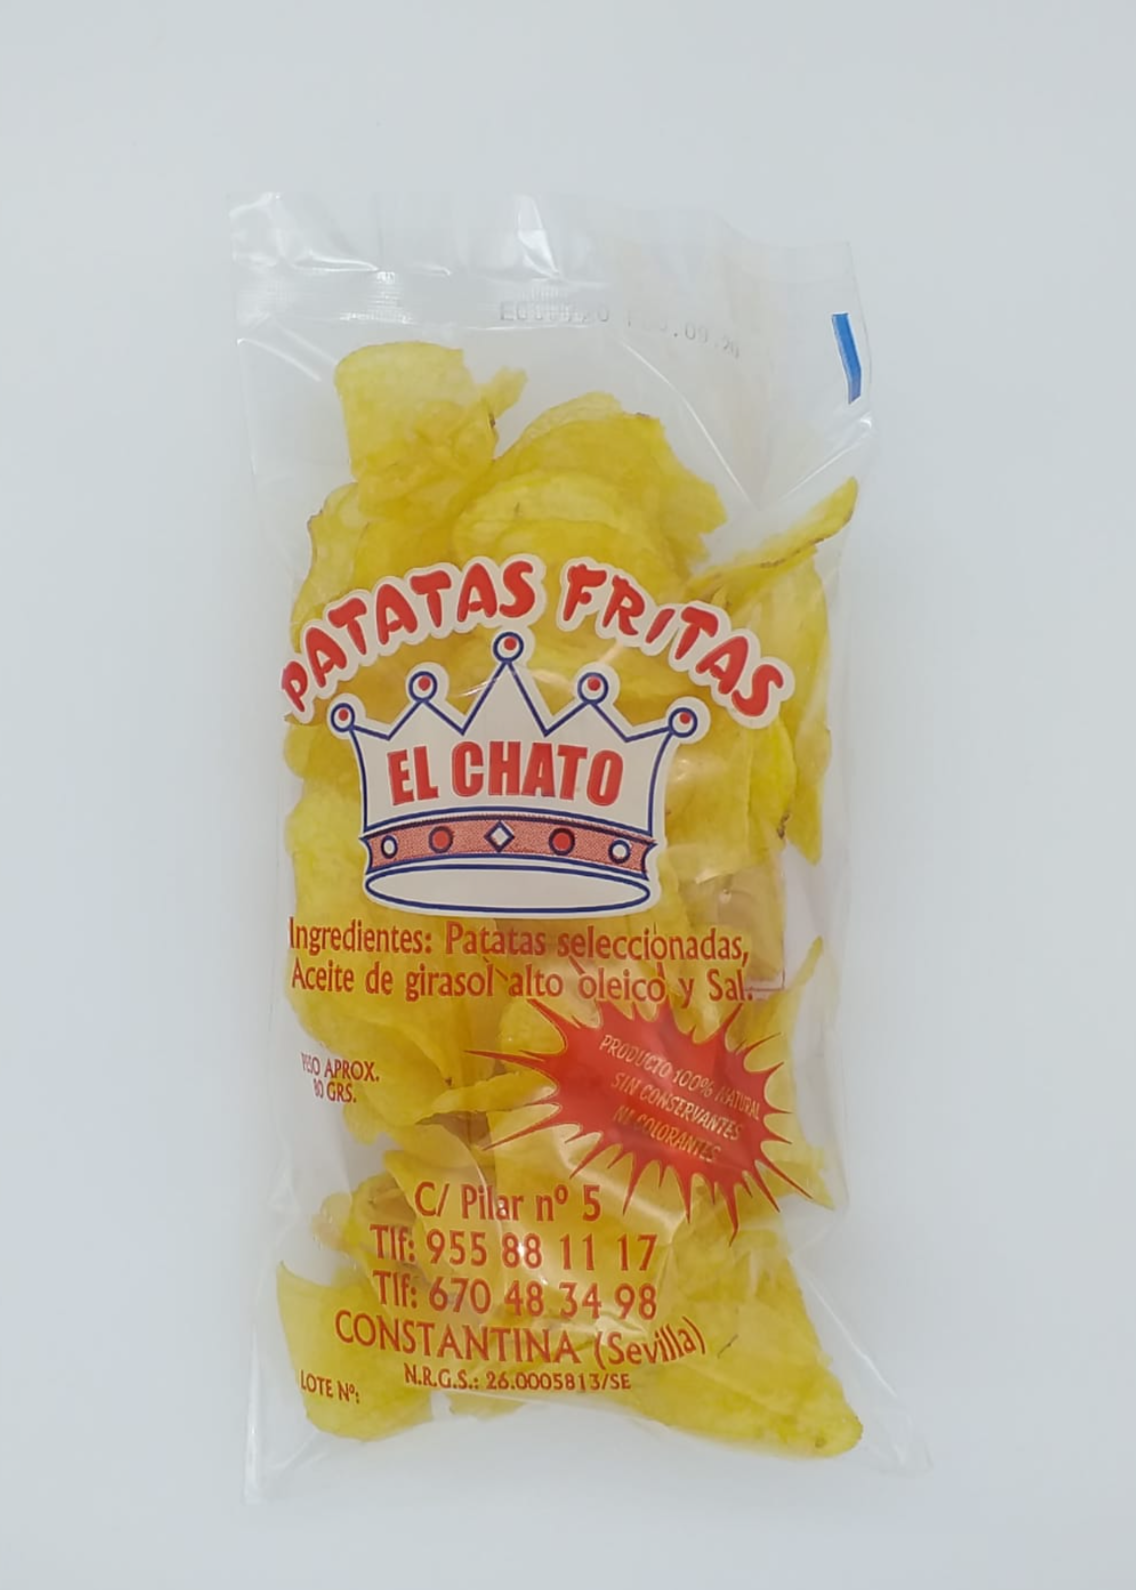 PATATAS FRITAS
EL CHATO
Ingredientes: Patatas seleccionadas,
Aceite de girasol alto oleico y Sal.
PESO APROX.
80 GRS.
PRODUCTO 100% NATURAL
SIN CONSERVANTES
NI COLORANTES
C/ Pilar nº 5
Tlf: 955 88 11 17
Tlf: 670 48 34 98
CONSTANTINA (Sevilla)
N.R.G.S.: 26.0005813/SE
LOTE Nº: